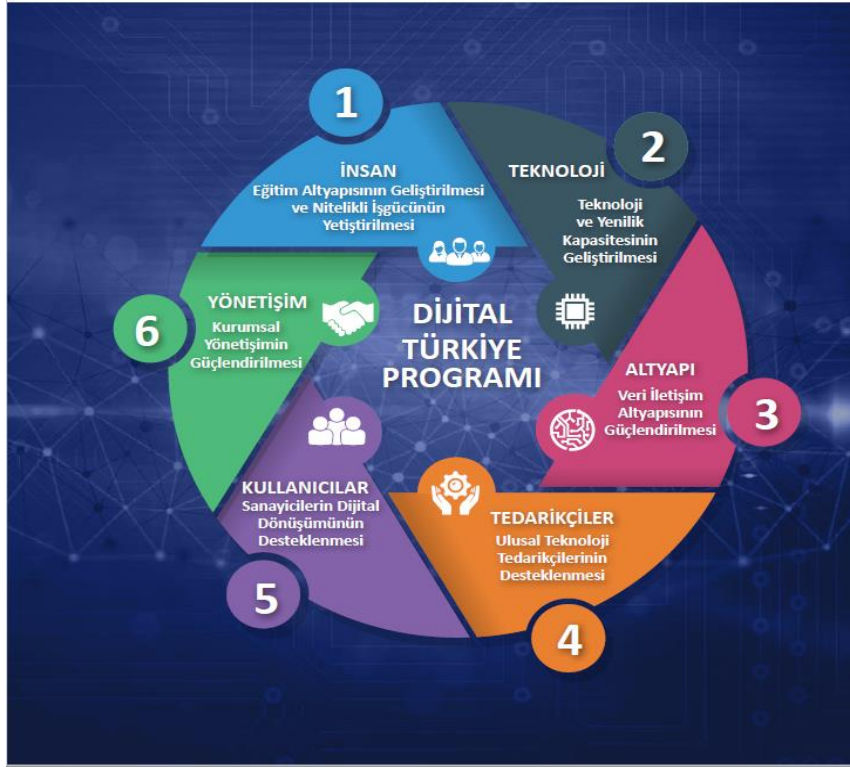 1
İNSAN
Eğitim Altyapısının Geliştirilmesi
ve Nitelikli İşgücünün
Yetiştirilmesi
2
TEKNOLOJİ
Teknoloji
ve Yenilik
Kapasitesinin
Geliştirilmesi
DİJİTAL
TÜRKİYE
PROGRAMI
3
ALTYAPI
Veri İletişim
Altyapısının
Güçlendirilmesi
4
TEDARİKÇİLER
Ulusal Teknoloji
Tedarikçilerinin
Desteklenmesi
5
KULLANICILAR
Sanayicilerin Dijital
Dönüşümünün
Desteklenmesi
6
YÖNETİŞİM
Kurumsal
Yönetişimin
Güçlendirilmesi